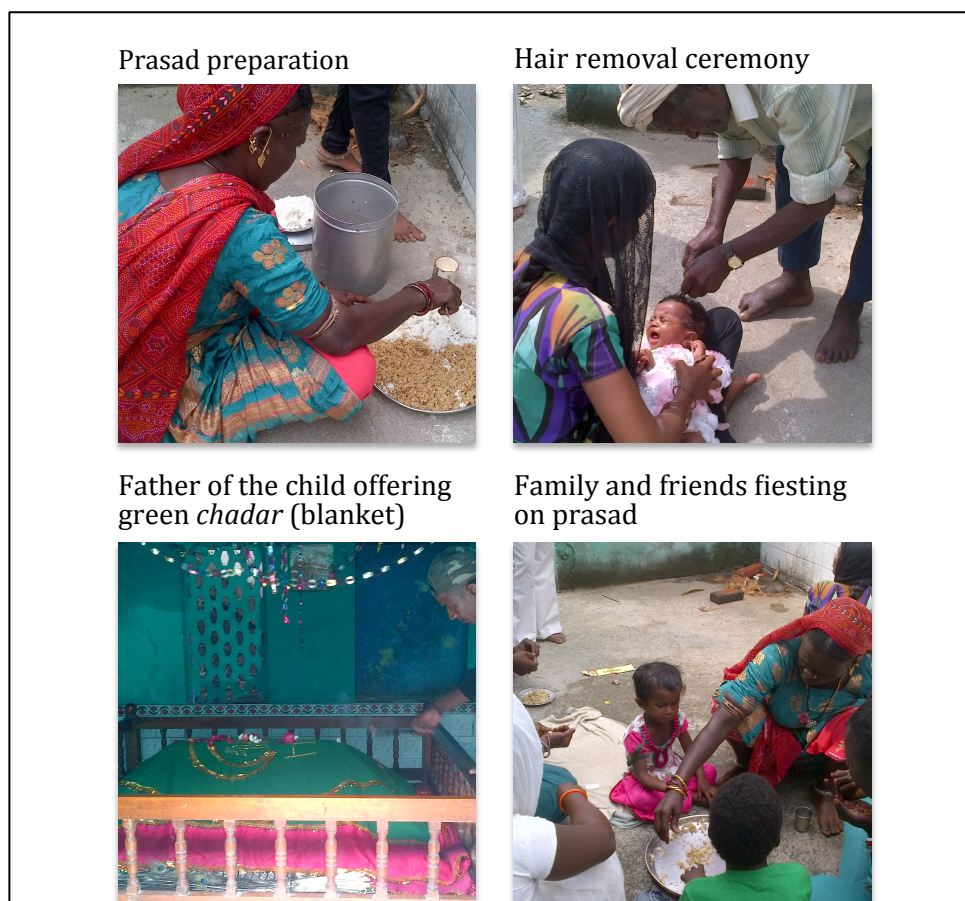 Prasad preparation
Hair removal ceremony
Father of the child offering
green chadar (blanket)
Family and friends fiesting
on prasad